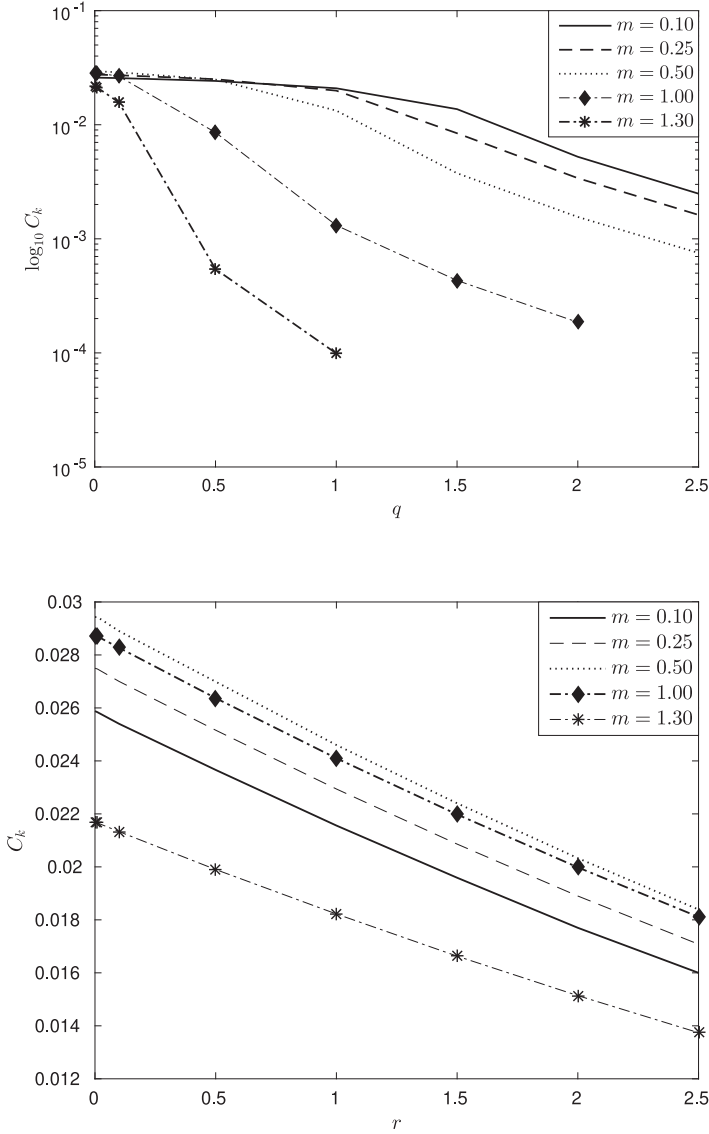 10^-1
10^-2
10^-3
10^-4
10^-5
log10 C_k
0 0.5 1 1.5 2 2.5
q
m = 0.10
m = 0.25
m = 0.50
m = 1.00
m = 1.30
0.03
0.028
0.026
0.024
0.022
0.02
0.018
0.016
0.014
0.012
C_k
0 0.5 1 1.5 2 2.5
r
m = 0.10
m = 0.25
m = 0.50
m = 1.00
m = 1.30